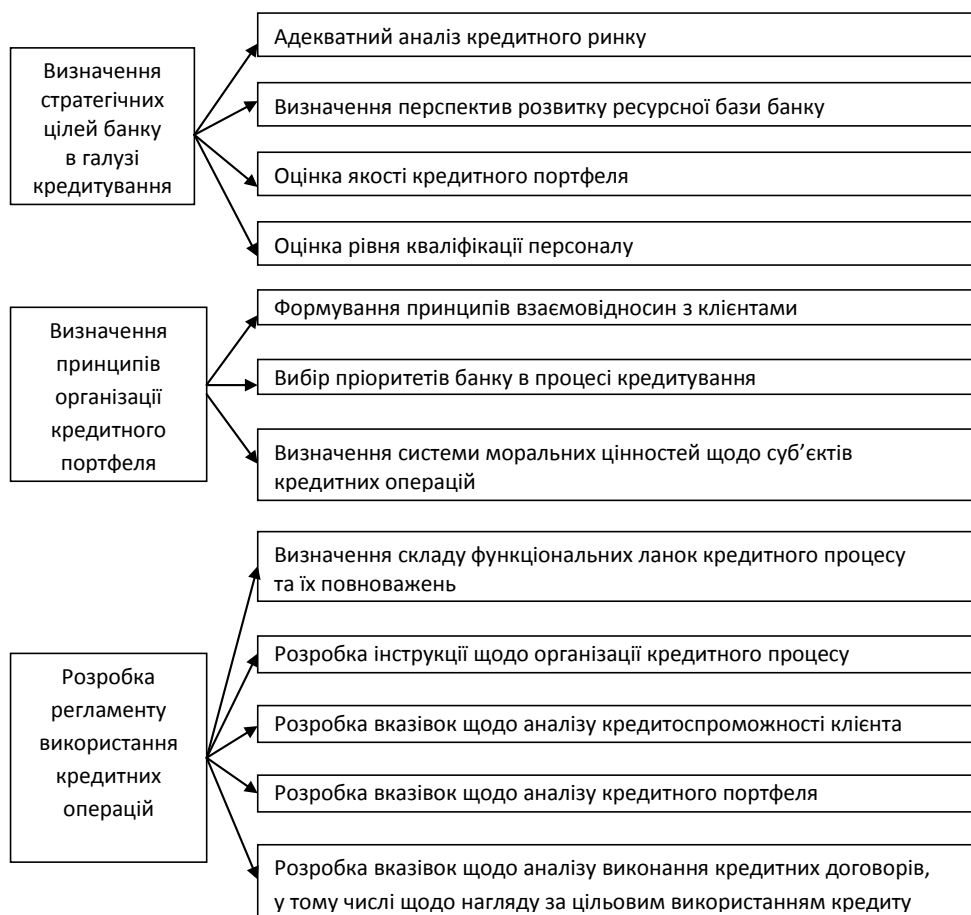 Визначення
стратегічних
цілей банку
в галузі
кредитування
Адекватний аналіз кредитного ринку
Визначення перспектив розвитку ресурсної бази банку
Оцінка якості кредитного портфеля
Оцінка рівня кваліфікації персоналу
Визначення
принципів
організації
кредитного
портфеля
Формування принципів взаємовідносин з клієнтами
Вибір пріоритетів банку в процесі кредитування
Визначення системи моральних цінностей щодо суб’єктів
кредитних операцій
Розробка
регламенту
використання
кредитних
операцій
Визначення складу функціональних ланок кредитного процесу
та їх повноважень
Розробка інструкції щодо організації кредитного процесу
Розробка вказівок щодо аналізу кредитоспроможності клієнта
Розробка вказівок щодо аналізу кредитного портфеля
Розробка вказівок щодо аналізу виконання кредитних договорів,
у тому числі щодо нагляду за цільовим використанням кредиту